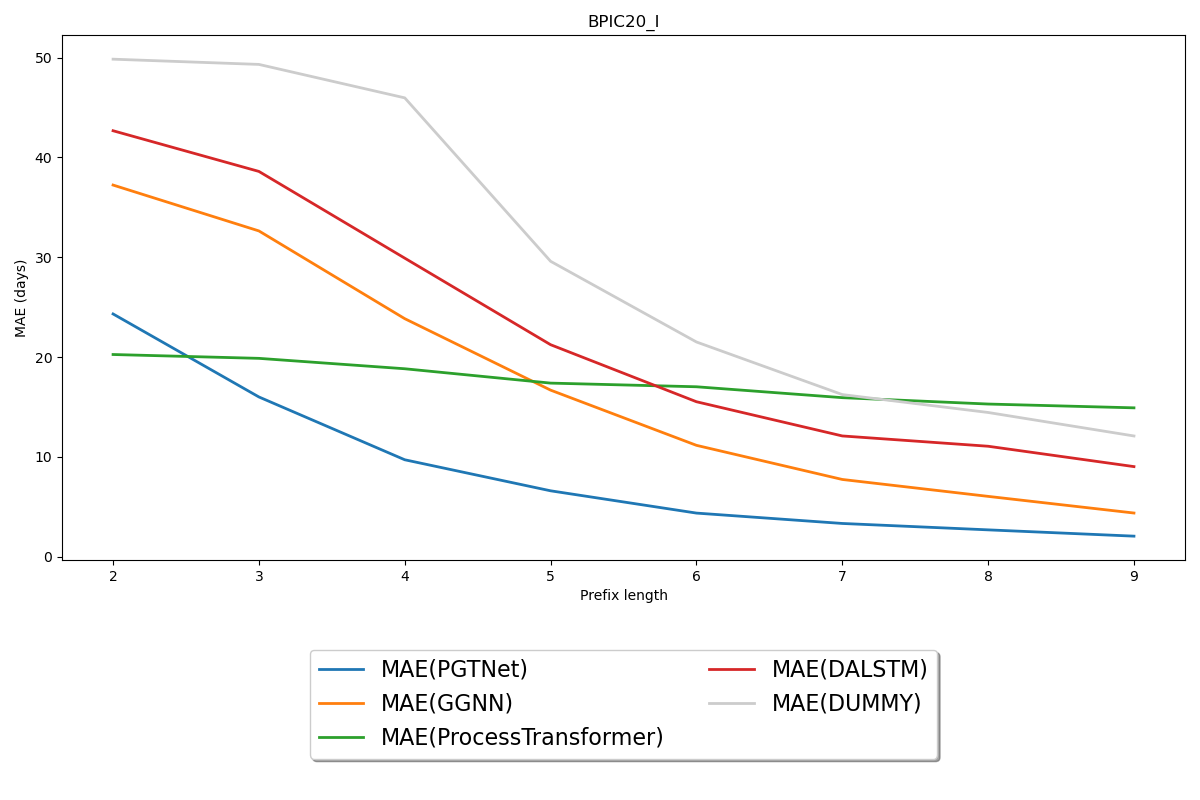 BPIC20_I
MAE (days)
50
40
30
20
10
0
2 3 4 5 6 7 8 9
Prefix length
MAE(PGTNet)
MAE(GGNN)
MAE(ProcessTransformer)
MAE(DALSTM)
MAE(DUMMY)